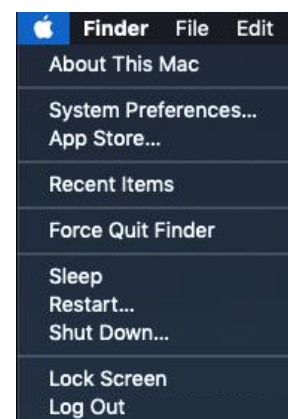 Finder File Edit
About This Mac
System Preferences...
App Store...
Recent Items
Force Quit Finder
Sleep
Restart...
Shut Down...
Lock Screen
Log Out